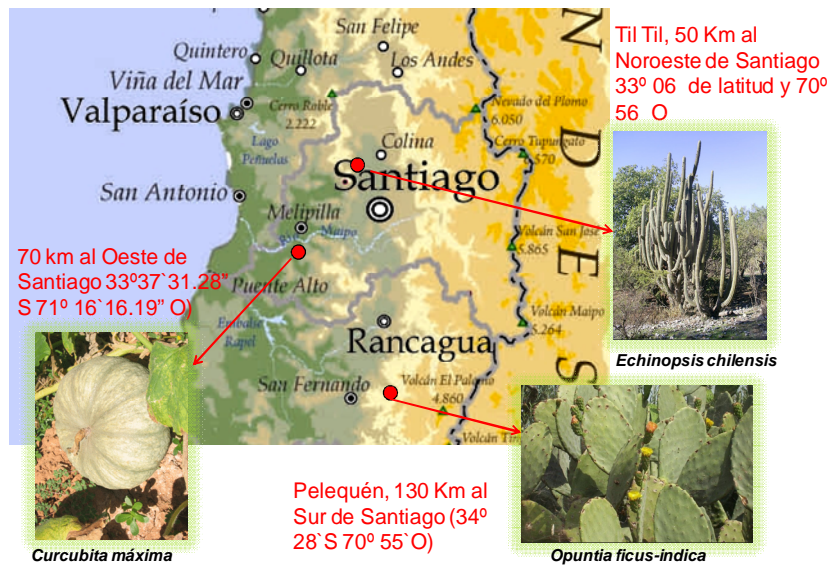 San Felipe
Quintero
Quillota
Los Andes
Viña del Mar
Valparaíso
Cerro Roble
2.222
Nevado del Plomo
6.050
Colina
Cerro Tupungato
570
Lago
Peñuelas
Santiago
San Antonio
Melipilla
Río Maipo
Volcán San José
5.865
Puente Alto
Volcán Maipo
5.264
Embalse
Rapel
Rancagua
San Fernando
Volcán El Palomo
4.860
Volcán
N
D
E
S
Til Til, 50 Km al
Noroeste de Santiago
33º 06 de latitud y 70º
56 O
Echinopsis chilensis
70 km al Oeste de
Santiago 33º37`31.28”
S 71º 16`16.19” O)
Curcubita máxima
Pelequén, 130 Km al
Sur de Santiago (34º
28`S 70º 55`O)
Opuntia ficus-indica